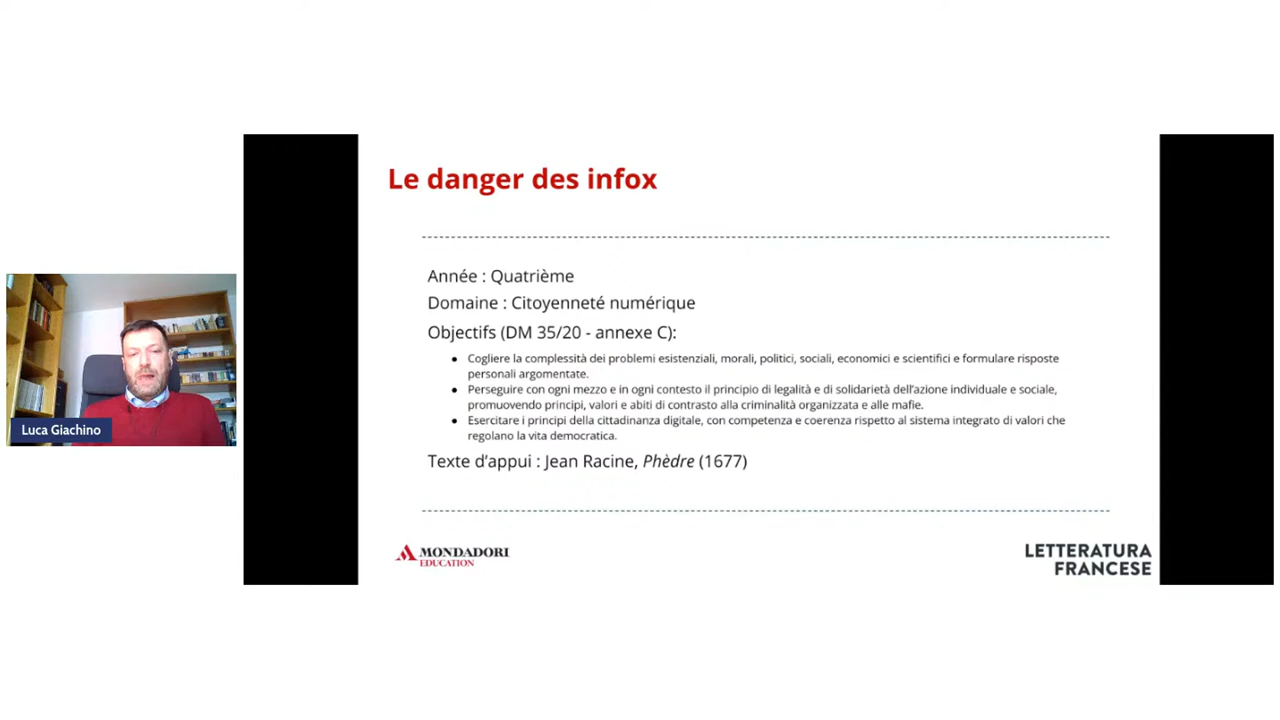 Le danger des infox
Année : Quatrième
Domaine : Citoyenneté numérique
Objectifs (DM 35/20 - annexe C):
• Cogliere la complessità dei problemi esistenziali, morali, politici, sociali, economici e scientifici e formulare risposte
personali argomentate.
• Perseguire con ogni mezzo e in ogni contesto il principio di legalità e di solidarietà dell'azione individuale e sociale,
promuovendo principi, valori e abiti di contrasto alla criminalità organizzata e alle mafie.
• Esercitare i principi della cittadinanza digitale, con competenza e coerenza rispetto al sistema integrato di valori che
regolano la vita democratica.
Texte d'appui : Jean Racine, Phèdre (1677)
Luca Giachino
MONDADORI
EDUCATION
LETTERATURA
FRANCESE